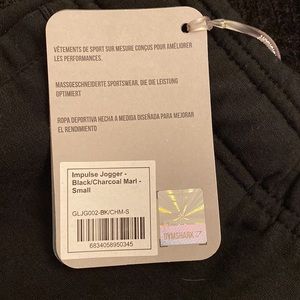 VÊTEMENTS DE SPORT SUR MESURE CONÇUS POUR AMÉLIORER
LES PERFORMANCES.
MASSGESCHNEIDERTE SPORTSWEAR, DIE DIE LEISTUNG
OPTIMIERT
ROPA DEPORTIVA HECHA A MEDIDA DISEÑADA PARA MEJORAR
EL RENDIMIENTO
Impulse Jogger -
Black/Charcoal Marl -
Small
GLJG002-BK/CHM-S
6834058950345
GYMSHARK